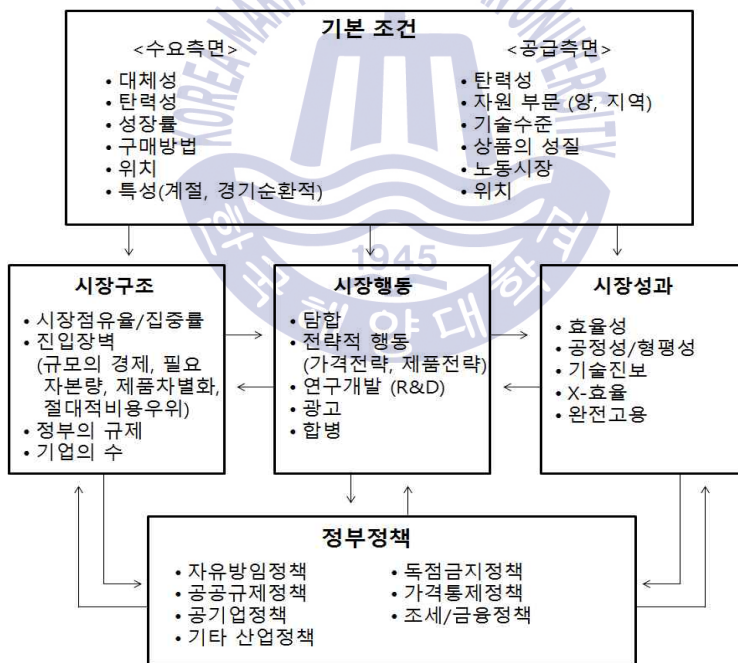 기본 조건
<수요측면>
• 대체성
• 탄력성
• 성장률
• 구매방법
• 위치
• 특성(계절, 경기순환적)
<공급측면>
• 탄력성
• 자원 부문 (양, 지역)
• 기술수준
• 상품의 성질
• 노동시장
• 위치
시장구조
• 시장점유율/집중률
• 진입장벽
(규모의 경제, 필요
자본량, 제품차별화,
절대적비용우위)
• 정부의 규제
• 기업의 수
시장행동
• 담합
• 전략적 행동
(가격전략, 제품전략)
• 연구개발 (R&D)
• 광고
• 합병
시장성과
• 효율성
• 공정성/형평성
• 기술진보
• X-효율
• 완전고용
정부정책
• 자유방임정책
• 공공규제정책
• 공기업정책
• 기타 산업정책
• 독점금지정책
• 가격통제정책
• 조세/금융정책
1945
한국해양대학교